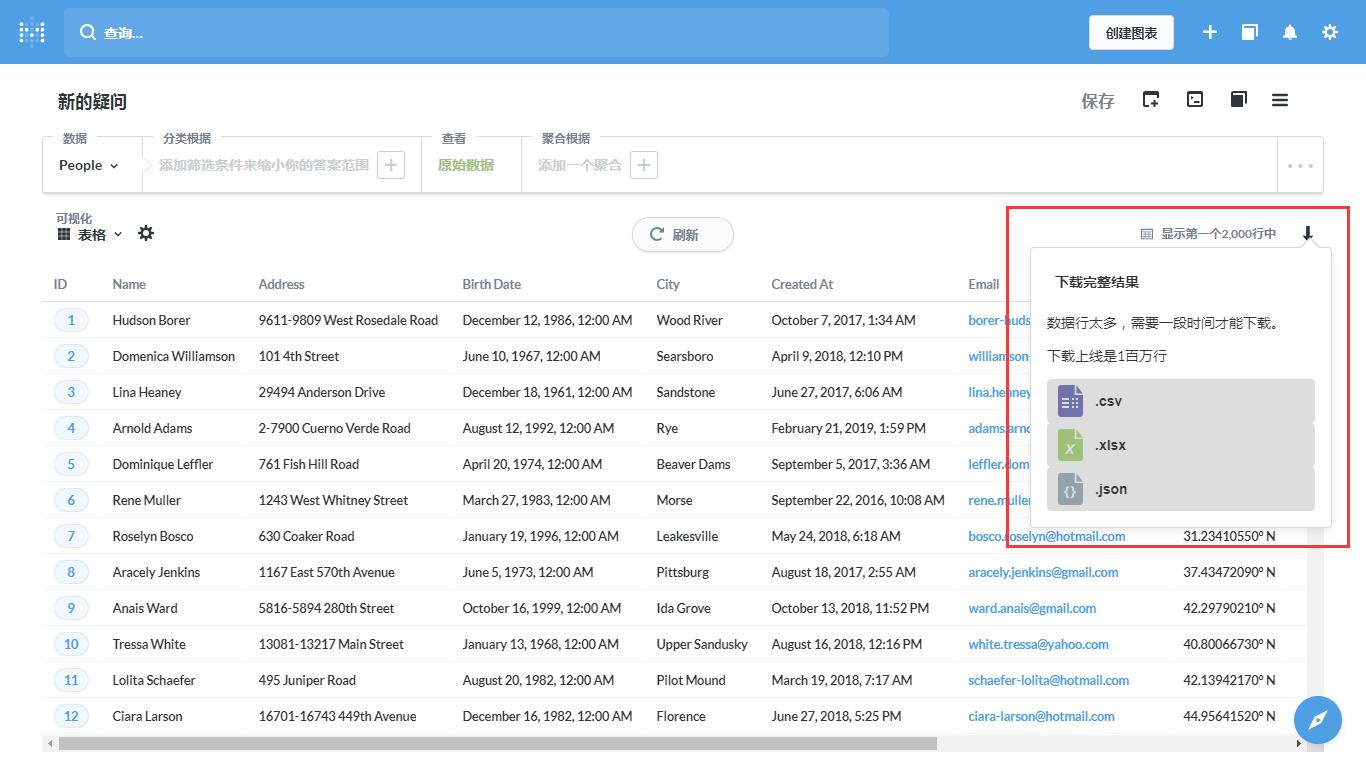 查询...
创建图表
新的疑问
保存
数据 分类根据 查看 聚合根据
People 添加筛选条件来缩小你的答案范围 原始数据 添加一个聚合
可视化
表格 刷新 显示第一个2,000行中
下载完整结果
数据行太多，需要一段时间才能下载。
下载上线是1百万行
.csv
.xlsx
.json
ID Name Address Birth Date City Created At Email
1 Hudson Borer 9611-9809 West Rosedale Road December 12, 1986, 12:00 AM Wood River October 7, 2017, 1:34 AM borer-huds
2 Domenica Williamson 101 4th Street June 10, 1967, 12:00 AM Searsboro April 9, 2018, 12:10 PM williamson-
3 Lina Heaney 29494 Anderson Drive December 18, 1961, 12:00 AM Sandstone June 27, 2017, 6:06 AM lina.heaney
4 Arnold Adams 2-7900 Cuerno Verde Road August 12, 1992, 12:00 AM Rye February 21, 2019, 1:59 PM adams.arno
5 Dominique Leffler 761 Fish Hill Road April 20, 1974, 12:00 AM Beaver Dams September 5, 2017, 3:36 AM leffler.dom
6 Rene Muller 1243 West Whitney Street March 27, 1983, 12:00 AM Morse September 22, 2016, 10:08 AM rene.muller
7 Roselyn Bosco 630 Coaker Road January 19, 1996, 12:00 AM Leakesville May 24, 2018, 6:18 AM bosco.roselyn@hotmail.com 31.23410550° N
8 Aracely Jenkins 1167 East 570th Avenue June 5, 1973, 12:00 AM Pittsburg August 18, 2017, 2:55 AM aracely.jenkins@gmail.com 37.43472090° N
9 Anais Ward 5816-5894 280th Street October 16, 1999, 12:00 AM Ida Grove October 13, 2018, 11:52 PM ward.anais@gmail.com 42.29790210° N
10 Tressa White 13081-13217 Main Street January 13, 1968, 12:00 AM Upper Sandusky August 16, 2018, 12:16 PM white.tressa@yahoo.com 40.80066730° N
11 Lolita Schaefer 495 Juniper Road August 20, 1982, 12:00 AM Pilot Mound March 19, 2018, 7:17 AM schaefer-lolita@hotmail.com 42.13942170° N
12 Ciara Larson 16701-16743 449th Avenue December 16, 1982, 12:00 AM Florence June 27, 2018, 5:25 PM ciara-larson@hotmail.com 44.95641520° N